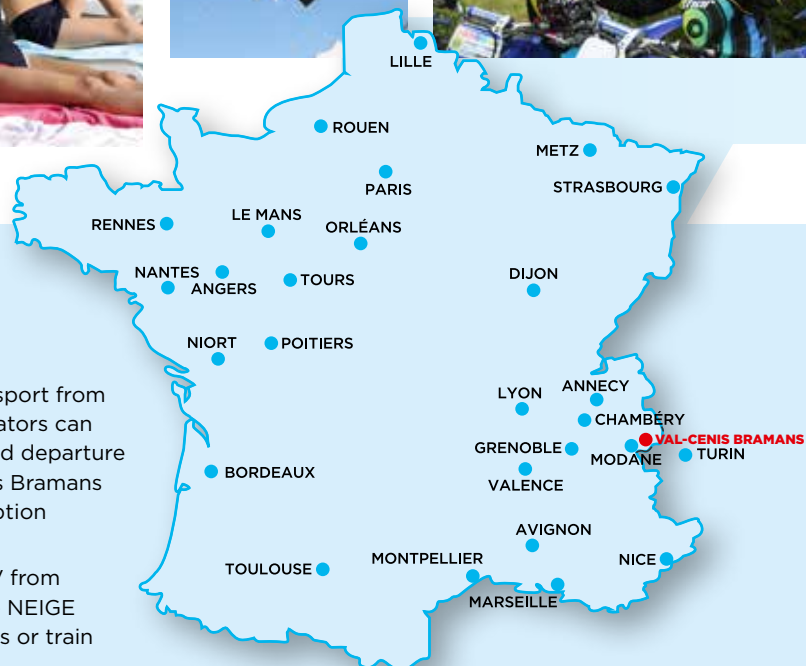 LILLE
ROUEN
METZ
PARIS
STRASBOURG
RENNES
LE MANS
ORLÉANS
NANTES
ANGERS
TOURS
DIJON
NIORT
POITIERS
LYON
ANNECY
CHAMBÉRY
VAL-CENIS BRAMANS
GRENOBLE
MODANE
TURIN
VALENCE
BORDEAUX
AVIGNON
TOULOUSE
MONTPELLIER
NICE
MARSEILLE
sport from
ators can
d departure
s Bramans
from
NEIGE
s or train